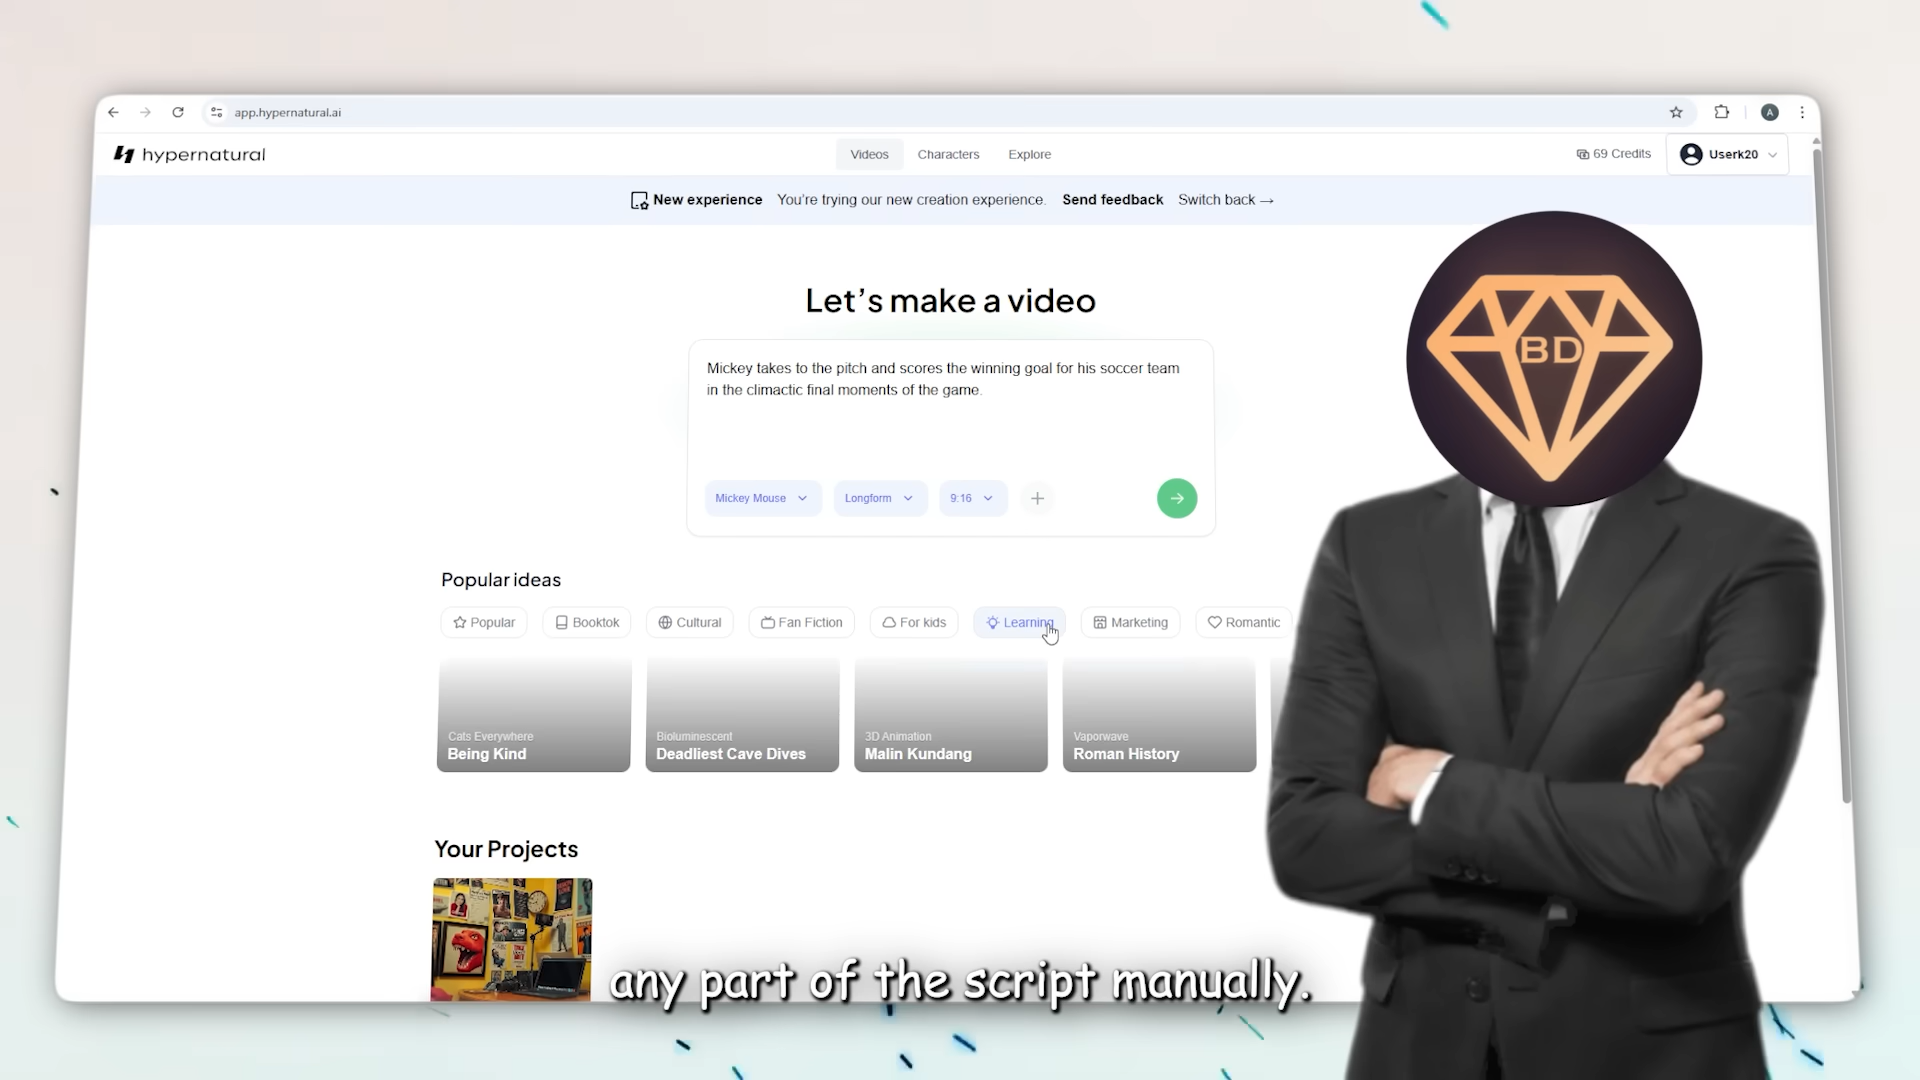 app.hypernatural.ai
A
hypernatural
Videos
Characters
Explore
69 Credits
Userk20
New experience You're trying our new creation experience. Send feedback Switch back →
Let's make a video
Mickey takes to the pitch and scores the winning goal for his soccer team
in the climactic final moments of the game.
Mickey Mouse
Longform
9:16
BD
Popular ideas
Popular
Booktok
Cultural
Fan Fiction
For kids
Learning
Marketing
Romantic
Cats Everywhere
Being Kind
Bioluminescent
Deadliest Cave Dives
3D Animation
Malin Kundang
Vaporwave
Roman History
Your Projects
any part of the script manually.